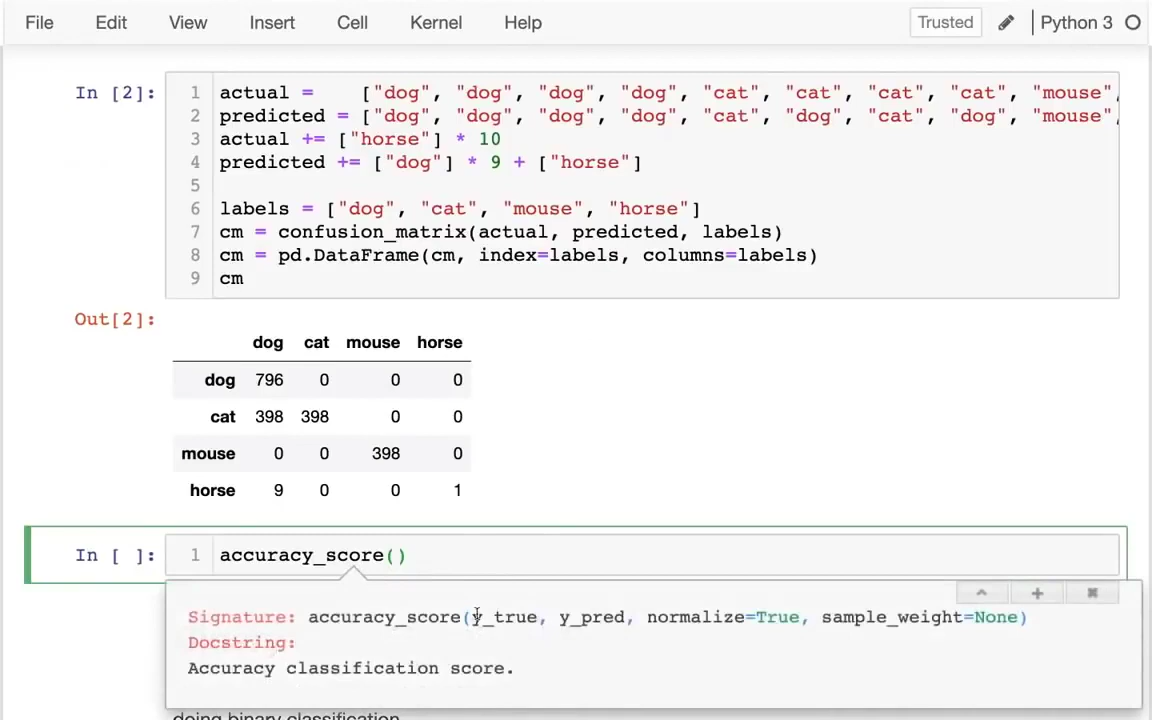 File Edit View Insert Cell Kernel Help Trusted Python 3
In [2]:
1 actual =    ["dog", "dog", "dog", "dog", "cat", "cat", "cat", "cat", "mouse",
2 predicted = ["dog", "dog", "dog", "dog", "cat", "dog", "cat", "dog", "mouse",
3 actual += ["horse"] * 10
4 predicted += ["dog"] * 9 + ["horse"]
5
6 labels = ["dog", "cat", "mouse", "horse"]
7 cm = confusion_matrix(actual, predicted, labels)
8 cm = pd.DataFrame(cm, index=labels, columns=labels)
9 cm
Out[2]:
dog cat mouse horse
dog 796 0 0 0
cat 398 398 0 0
mouse 0 0 398 0
horse 9 0 0 1
In [ ]: 1 accuracy_score()
Signature: accuracy_score(y_true, y_pred, normalize=True, sample_weight=None)
Docstring:
Accuracy classification score.
doing binary classification